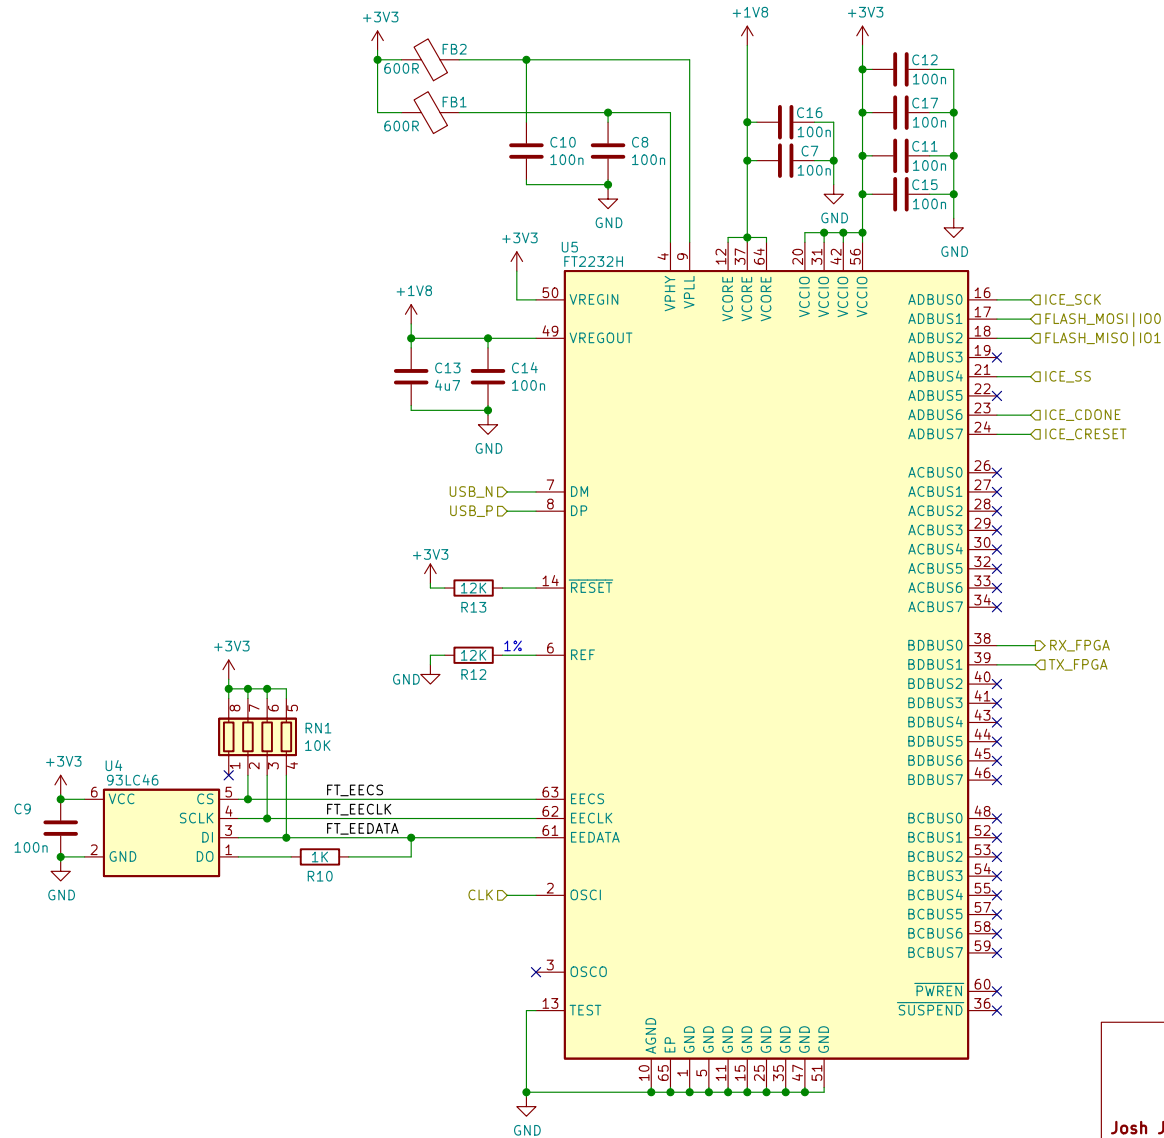 +3V3
FB2
600R
FB1
600R
C10
100n
C8
100n
GND
+1V8
C16
100n
C7
100n
GND
+3V3
C12
100n
C17
100n
C11
100n
C15
100n
GND
U5
FT2232H
4 9 12 37 64 20 31 42 56
VPHY VPLL VCORE VCORE VCORE VCCIO VCCIO VCCIO VCCIO
+3V3
50 VREGIN
+1V8
49 VREGOUT
C13
4u7
C14
100n
GND
USB_N 7 DM
USB_P 8 DP
+3V3
12K 14 RESET
R13
12K 1% 6 REF
R12
GND
+3V3
8 7 6 5
RN1
10K
1 2 3 4
+3V3
U4
93LC46
C9
100n
6 VCC
2 GND
GND
CS 5 FT_EECS 63 EECS
SCLK 4 FT_EECLK 62 EECLK
DI 3 FT_EEDATA 61 EEDATA
DO 1 1K
R10
CLK 2 OSCI
3 OSCO
13 TEST
GND
AGND EP GND GND GND GND GND GND GND GND
10 65 1 5 11 15 25 35 47 51
ADBUS0 16 ICE_SCK
ADBUS1 17 FLASH_MOSI|IO0
ADBUS2 18 FLASH_MISO|IO1
ADBUS3 19
ADBUS4 21 ICE_SS
ADBUS5 22
ADBUS6 23 ICE_CDONE
ADBUS7 24 ICE_CRESET
ACBUS0 26
ACBUS1 27
ACBUS2 28
ACBUS3 29
ACBUS4 30
ACBUS5 32
ACBUS6 33
ACBUS7 34
BDBUS0 38 RX_FPGA
BDBUS1 39 TX_FPGA
BDBUS2 40
BDBUS3 41
BDBUS4 43
BDBUS5 44
BDBUS6 45
BDBUS7 46
BCBUS0 48
BCBUS1 52
BCBUS2 53
BCBUS3 54
BCBUS4 55
BCBUS5 57
BCBUS6 58
BCBUS7 59
PWREN 60
SUSPEND 36
Josh J